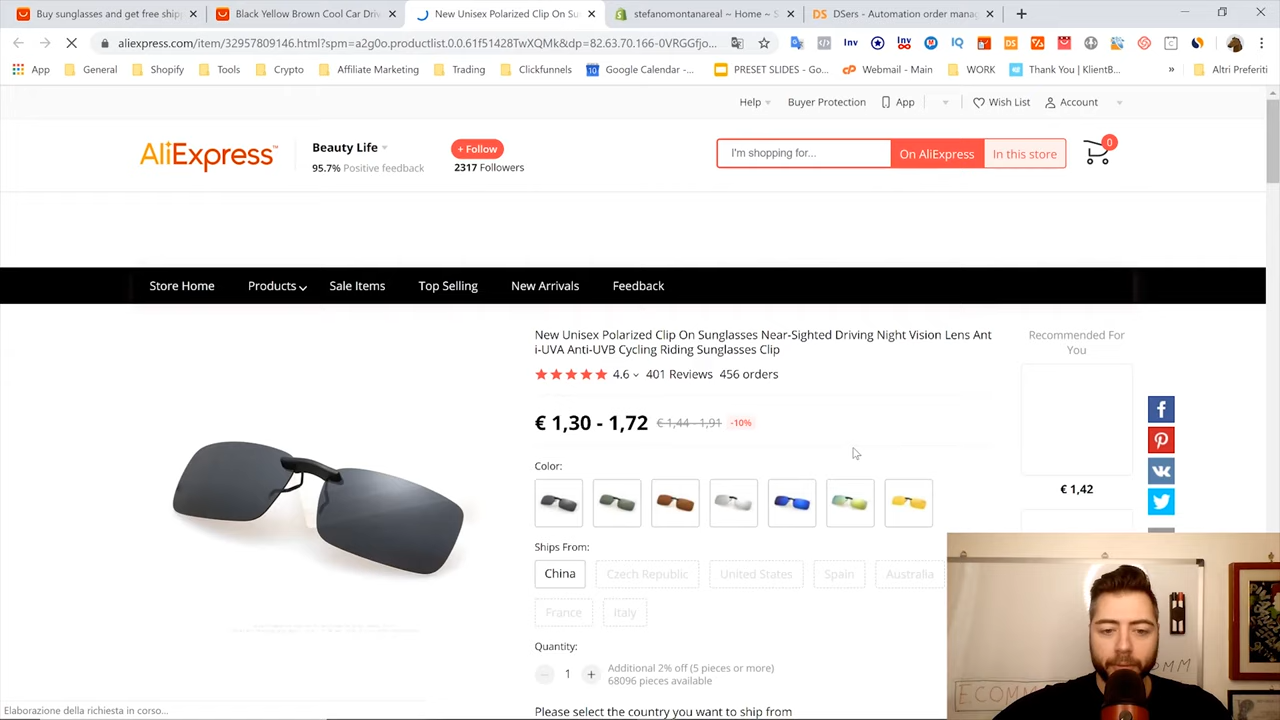 Buy sunglasses and get free ship
Black Yellow Brown Cool Car Driv
New Unisex Polarized Clip On Su
stefanomontanareal ~ Home ~ S
DSers - Automation order mana
aliexpress.com/item/32957809146.html?spm=a2g0o.productlist.0.0.1f51428TwXQMk&dp=82.63.70.166-0VRGGfjo...
App
General
Shopify
Tools
Crypto
Affiliate Marketing
Trading
Clickfunnels
Google Calendar -...
PRESET SLIDES - Go...
Webmail - Main
WORK
Thank You | KlientB...
»
Altri Preferiti
Help
Buyer Protection
App
Wish List
Account
AliExpress
Beauty Life
95.7% Positive feedback
+ Follow
2317 Followers
I'm shopping for...
On AliExpress
In this store
0
Store Home
Products
Sale Items
Top Selling
New Arrivals
Feedback
New Unisex Polarized Clip On Sunglasses Near-Sighted Driving Night Vision Lens Ant
i-UVA Anti-UVB Cycling Riding Sunglasses Clip
4.6
401 Reviews
456 orders
€ 1,30 - 1,72
€ 1,44 - 1,91
-10%
Recommended For
You
€ 1,42
Color:
Ships From:
China
Czech Republic
United States
Spain
Australia
France
Italy
Quantity:
1
Additional 2% off (5 pieces or more)
68096 pieces available
Please select the country you want to ship from
Elaborazione della richiesta in corso...